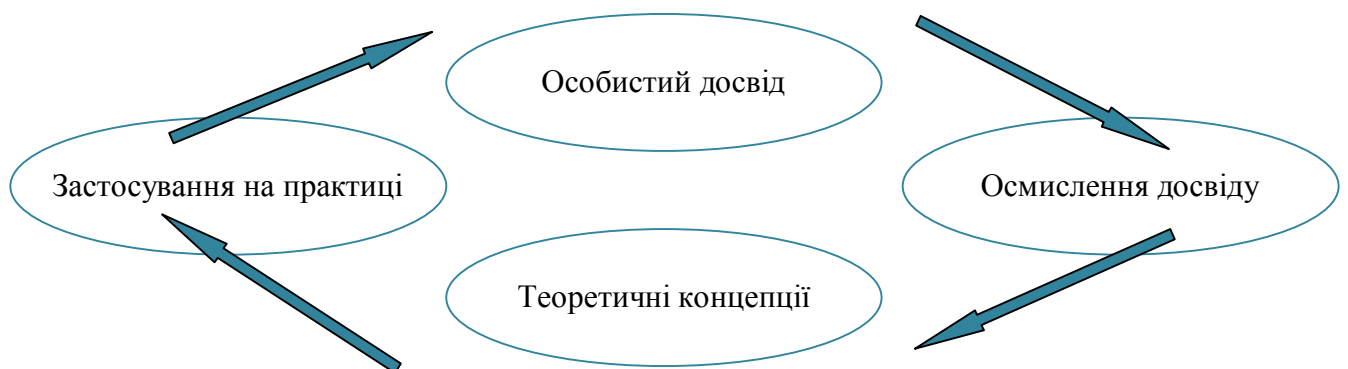 Особистий досвід
Застосування на практиці
Осмислення досвіду
Теоретичні концепції